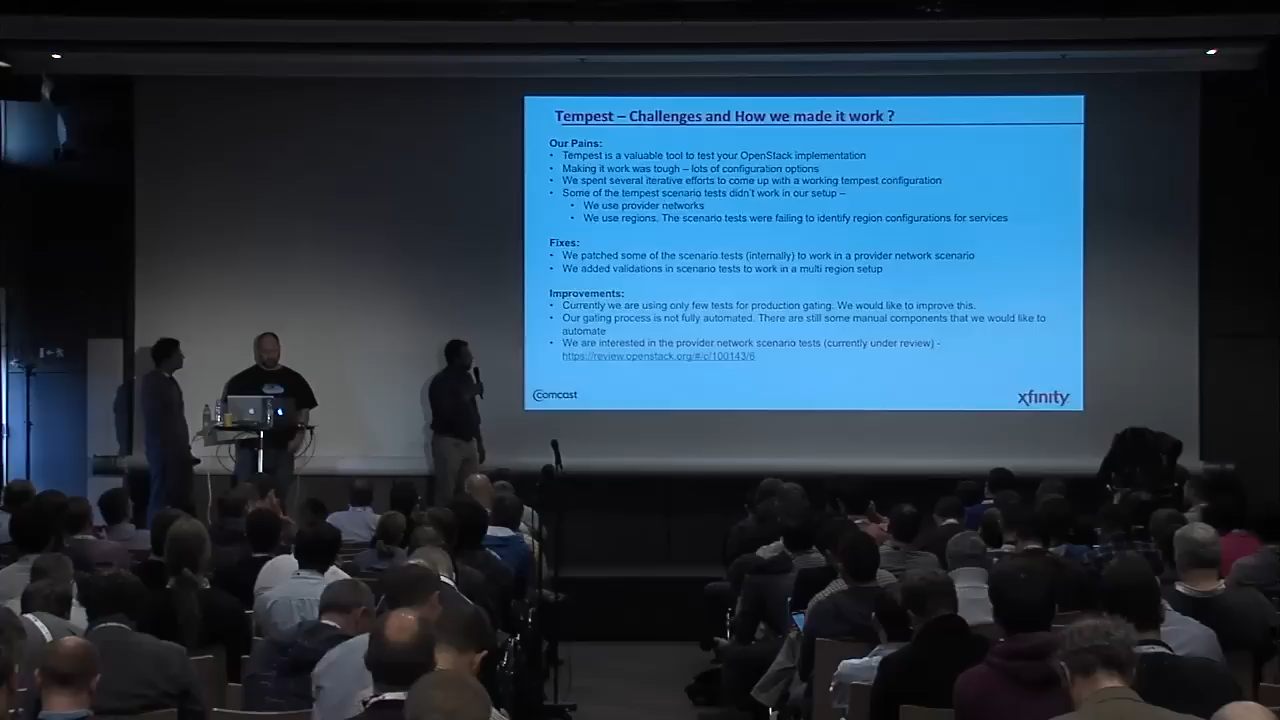 Tempest – Challenges and How we made it work ?
Our Pains:
• Tempest is a valuable tool to test your OpenStack implementation
• Making it work was tough – lots of configuration options
• We spent several iterative efforts to come up with a working tempest configuration
• Some of the tempest scenario tests didn't work in our setup –
• We use provider networks
• We use regions. The scenario tests were failing to identify region configurations for services
Fixes:
• We patched some of the scenario tests (internally) to work in a provider network scenario
• We added validations in scenario tests to work in a multi region setup
Improvements:
• Currently we are using only few tests for production gating. We would like to improve this.
• Our gating process is not fully automated. There are still some manual components that we would like to
automate
• We are interested in the provider network scenario tests (currently under review) -
https://review.openstack.org/#/c/100143/6
Comcast
xfinity